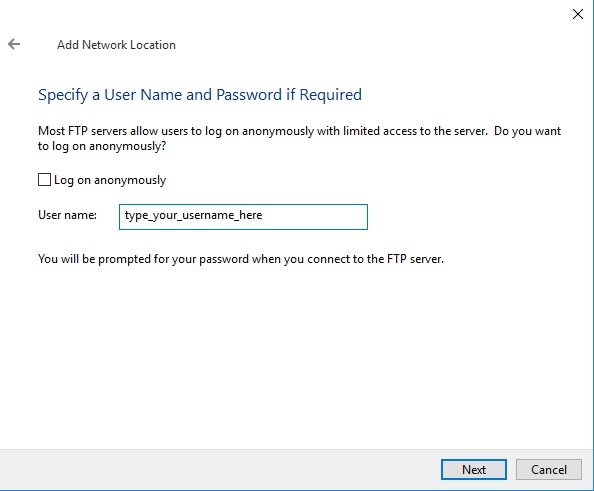 Add Network Location
Specify a User Name and Password if Required
Most FTP servers allow users to log on anonymously with limited access to the server.  Do you want
to log on anonymously?
Log on anonymously
User name: type_your_username_here
You will be prompted for your password when you connect to the FTP server.
Next Cancel